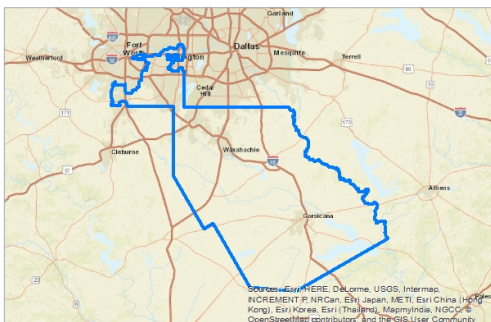 Garland
Weatherford
Fort
Wor
ngton
Dallas
Mesquite
Terrell
Cedar
Hill
Cleburne
Waxahachie
Athens
Corsicana
Sources: Esri, HERE, DeLorme, USGS, Intermap,
INCREMENT P, NRCan, Esri Japan, METI, Esri China (Hong
Kong), Esri Korea, Esri (Thailand), MapmyIndia, NGCC, ©
OpenStreetMap contributors, and the GIS User Community